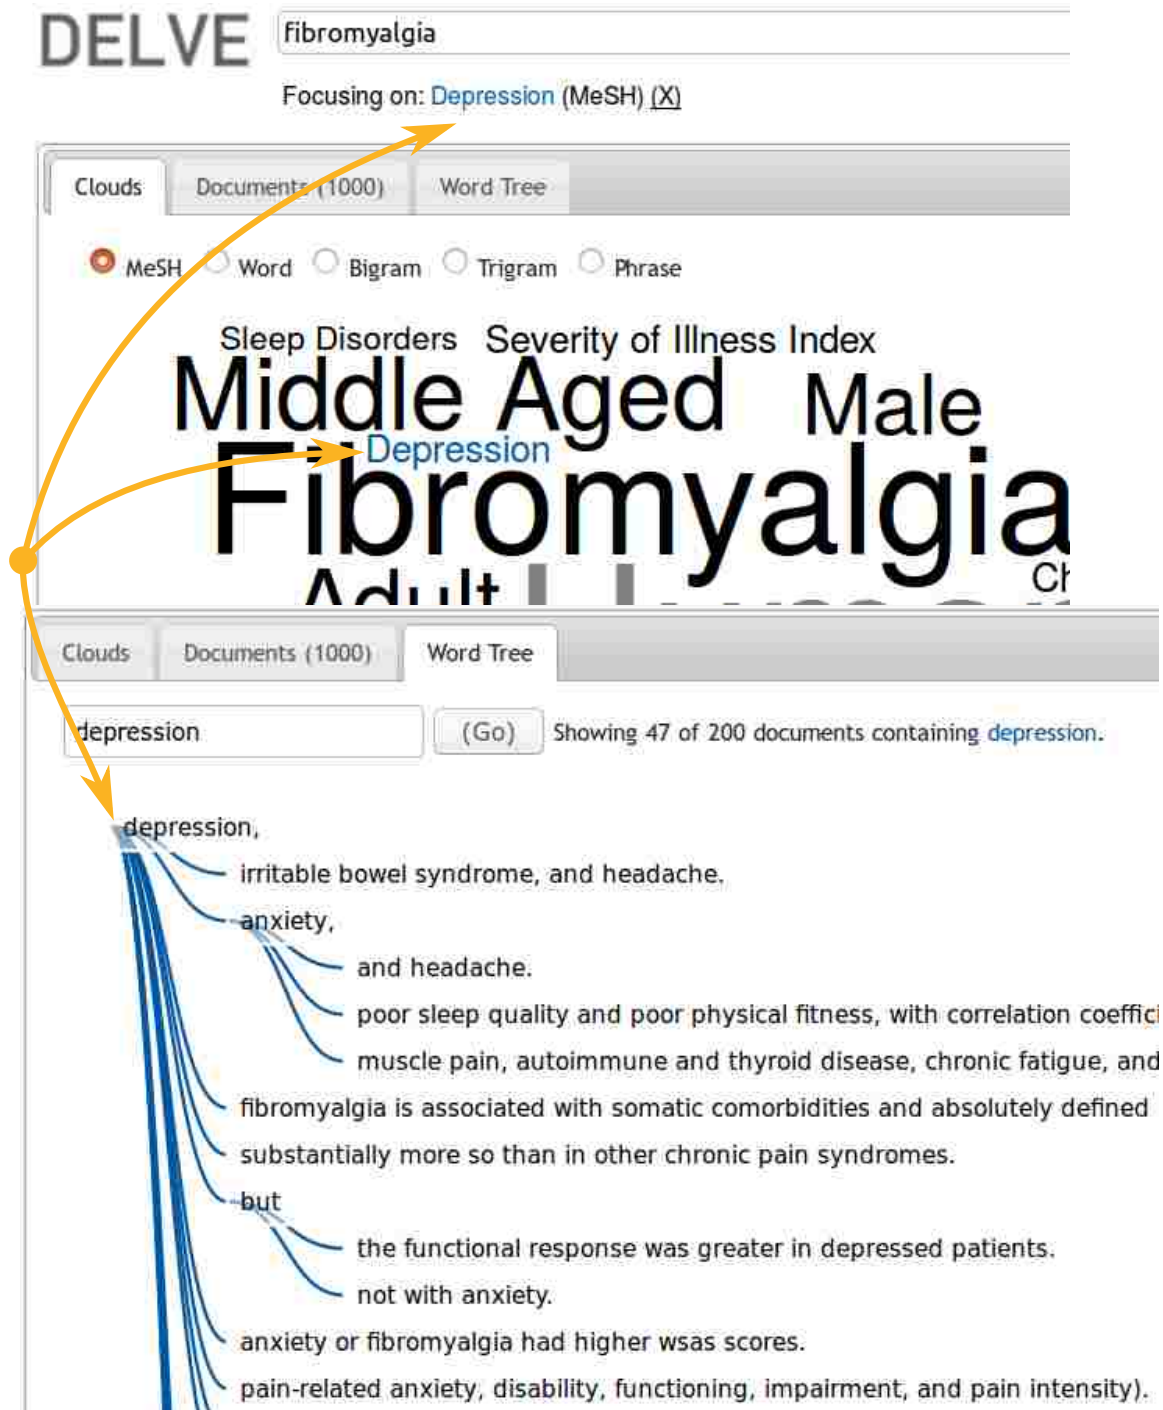 DELVE
fibromyalgia
Focusing on: Depression (MeSH) (X)
Clouds Documents (1000) Word Tree
MeSH Word Bigram Trigram Phrase
Sleep Disorders Severity of Illness Index
Middle Aged Male
Depression
Fibromyalgia
Adult
Clouds Documents (1000) Word Tree
depression (Go) Showing 47 of 200 documents containing depression.
depression,
irritable bowel syndrome, and headache.
anxiety,
and headache.
poor sleep quality and poor physical fitness, with correlation coeffici
muscle pain, autoimmune and thyroid disease, chronic fatigue, and
fibromyalgia is associated with somatic comorbidities and absolutely defined
substantially more so than in other chronic pain syndromes.
but
the functional response was greater in depressed patients.
not with anxiety.
anxiety or fibromyalgia had higher wsas scores.
pain-related anxiety, disability, functioning, impairment, and pain intensity).